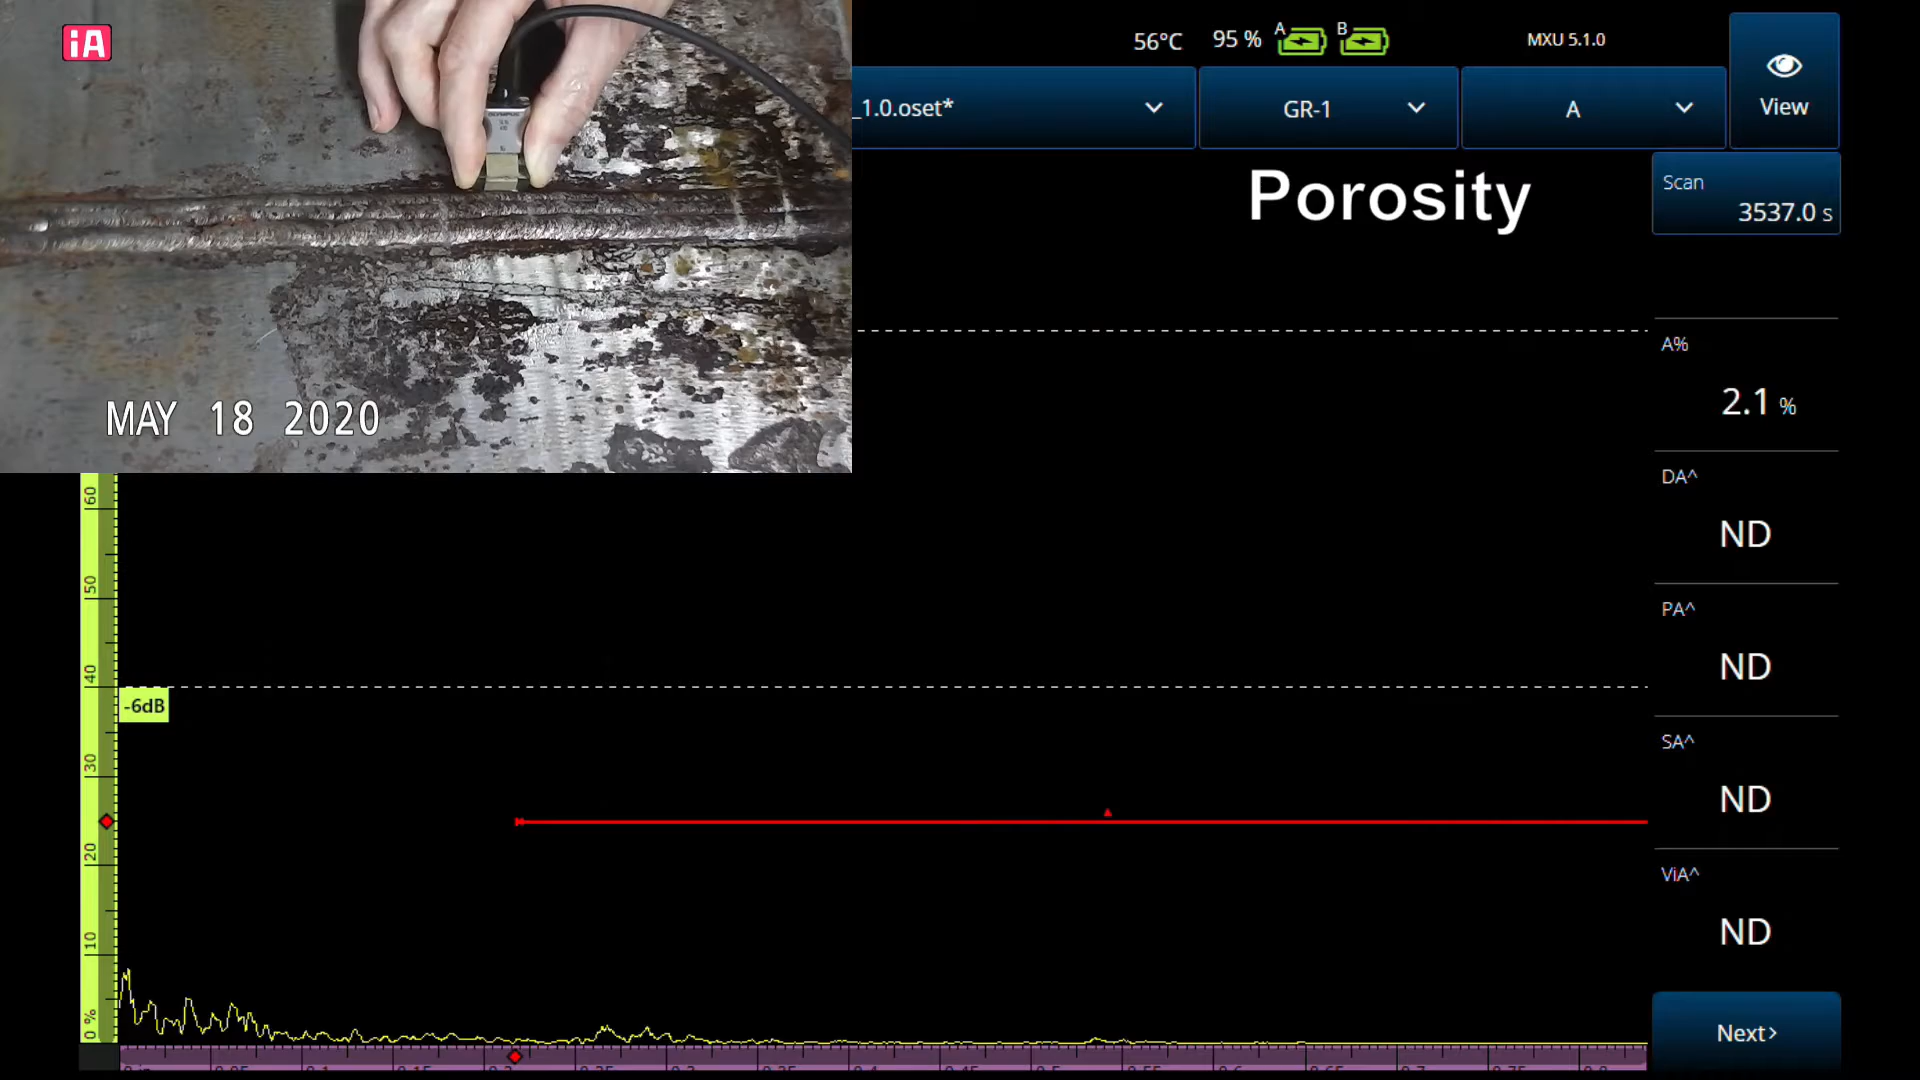 iA
56°C
95 %
A
B
MXU 5.1.0
_1.0.oset*
GR-1
A
View
Porosity
Scan
3537.0 s
A%
2.1 %
DA^
ND
PA^
ND
SA^
ND
ViA^
ND
Next>
MAY 18 2020
OLYMPUS
60
50
40
-6dB
30
20
10
0 %